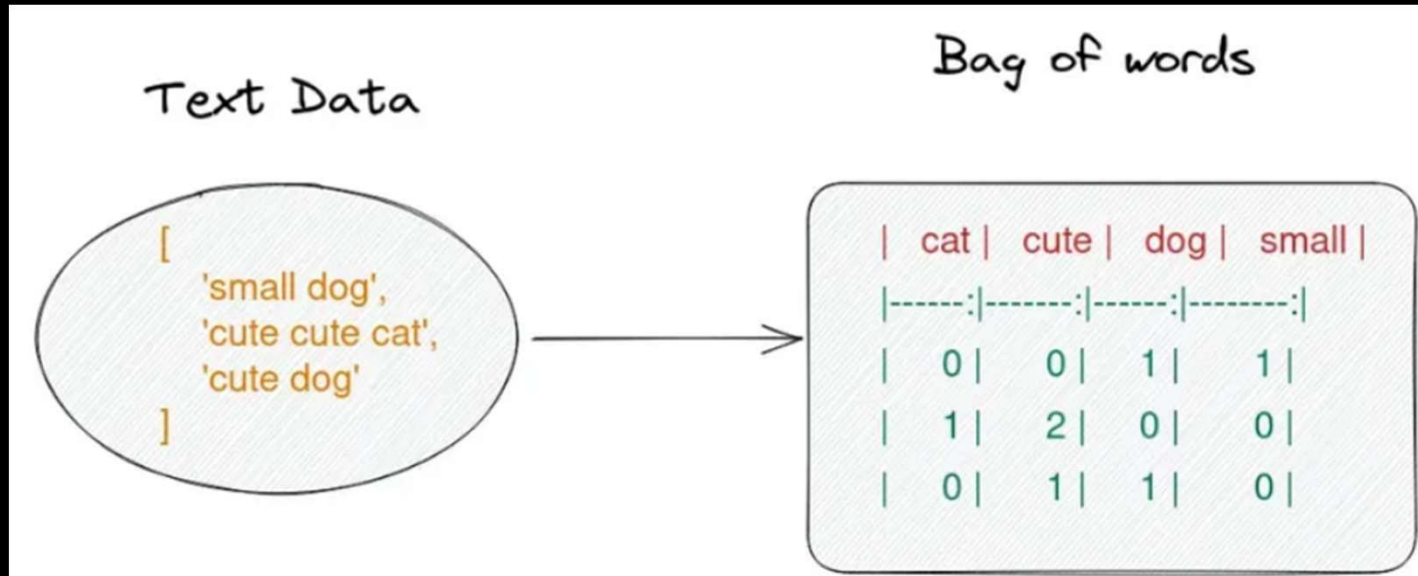 Text Data
[
'small dog',
'cute cute cat',
'cute dog'
]
Bag of words
| cat | cute | dog | small |
|------:|-------:|------:|--------:|
| 0 | 0 | 1 | 1 |
| 1 | 2 | 0 | 0 |
| 0 | 1 | 1 | 0 |